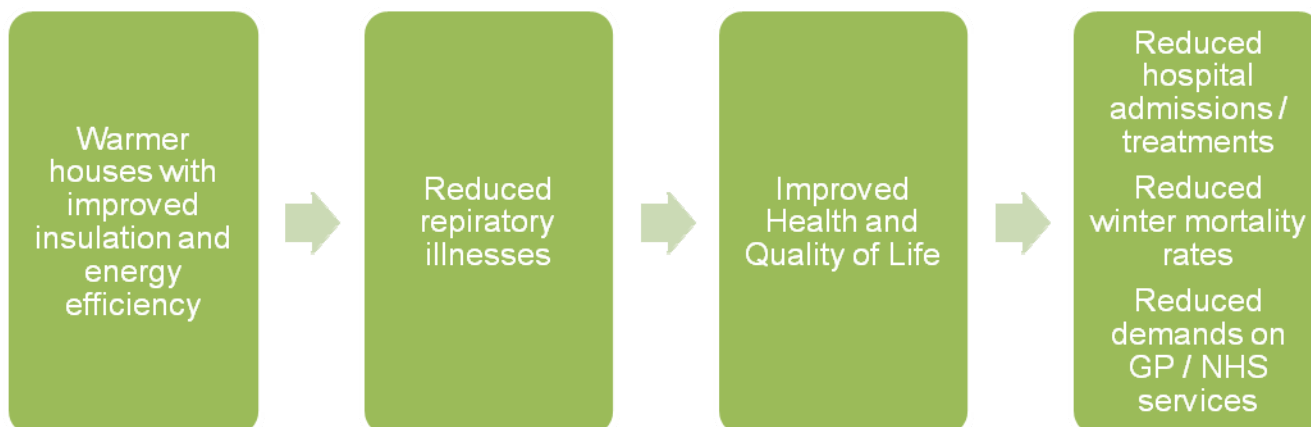 Warmer
houses with
improved
insulation and
energy
efficiency
Reduced
repiratory
illnesses
Improved
Health and
Quality of Life
Reduced
hospital
admissions /
treatments
Reduced
winter mortality
rates
Reduced
demands on
GP / NHS
services